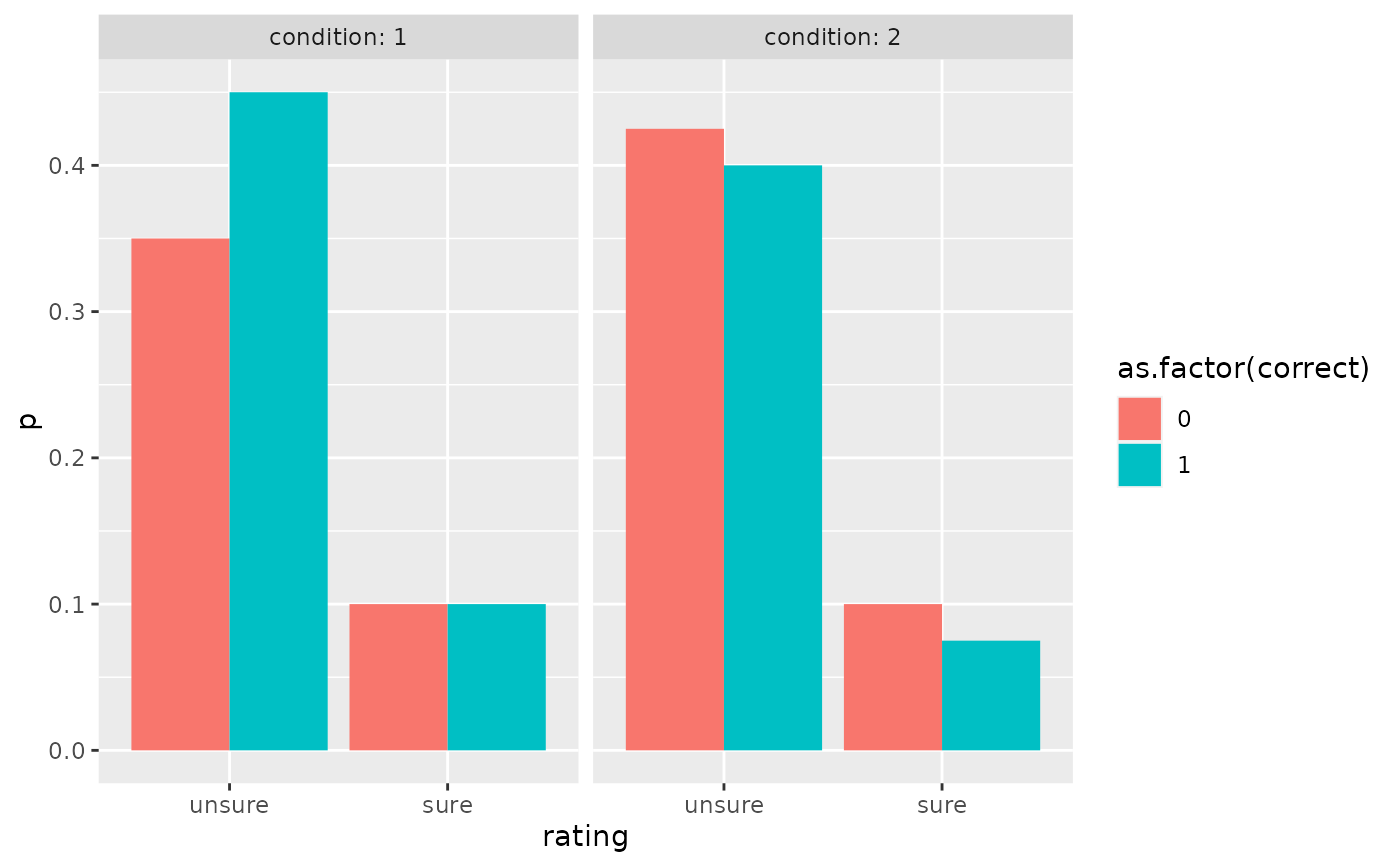 condition: 1
condition: 2
p
0.4
0.3
0.2
0.1
0.0
unsure
sure
unsure
sure
rating
as.factor(correct)
0
1